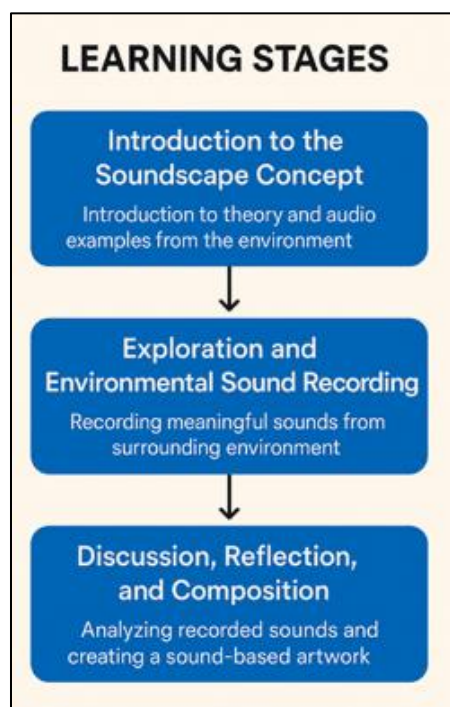 LEARNING STAGES
Introduction to the
Soundscape Concept
Introduction to theory and audio
examples from the environment
Exploration and
Environmental Sound Recording
Recording meaningful sounds from
surrounding environment
Discussion, Reflection,
and Composition
Analyzing recorded sounds and
creating a sound-based artwork